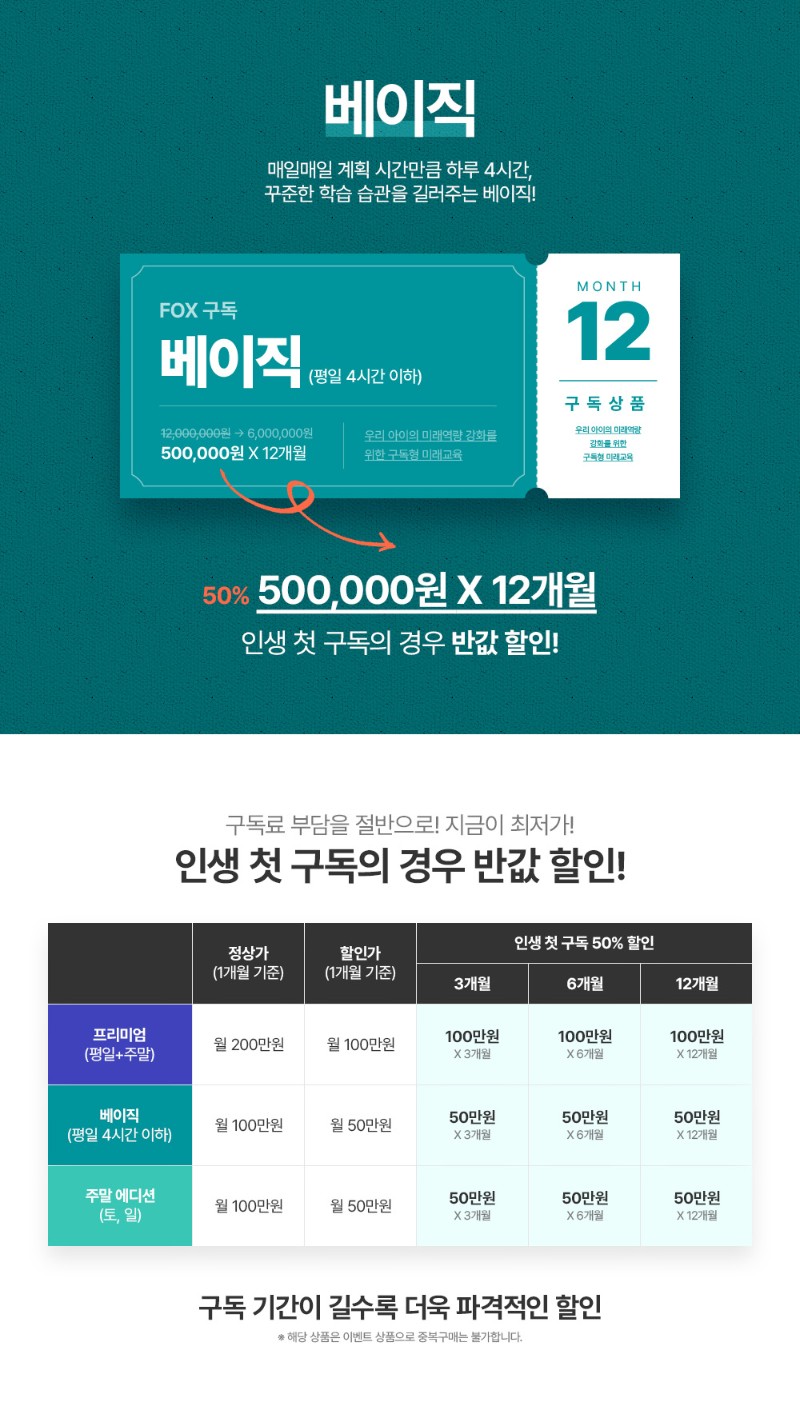 베이직
매일매일 계획 시간만큼 하루 4시간,
꾸준한 학습 습관을 길러주는 베이직!
FOX 구독
베이직 (평일 4시간 이하)
12,000,000원 → 6,000,000원
500,000원 X 12개월
우리 아이의 미래역량 강화를
위한 구독형 미래교육
MONTH
12
구독상품
우리 아이의 미래역량
강화를 위한
구독형 미래교육
50% 500,000원 X 12개월
인생 첫 구독의 경우 반값 할인!
구독료 부담을 절반으로! 지금이 최저가!
인생 첫 구독의 경우 반값 할인!
정상가
(1개월 기준)
할인가
(1개월 기준)
인생 첫 구독 50% 할인
3개월 6개월 12개월
프리미엄
(평일+주말)
월 200만원 월 100만원
100만원 100만원 100만원
X 3개월 X 6개월 X 12개월
베이직
(평일 4시간 이하)
월 100만원 월 50만원
50만원 50만원 50만원
X 3개월 X 6개월 X 12개월
주말 에디션
(토, 일)
월 100만원 월 50만원
50만원 50만원 50만원
X 3개월 X 6개월 X 12개월
구독 기간이 길수록 더욱 파격적인 할인
※ 해당 상품은 이벤트 상품으로 중복구매는 불가합니다.